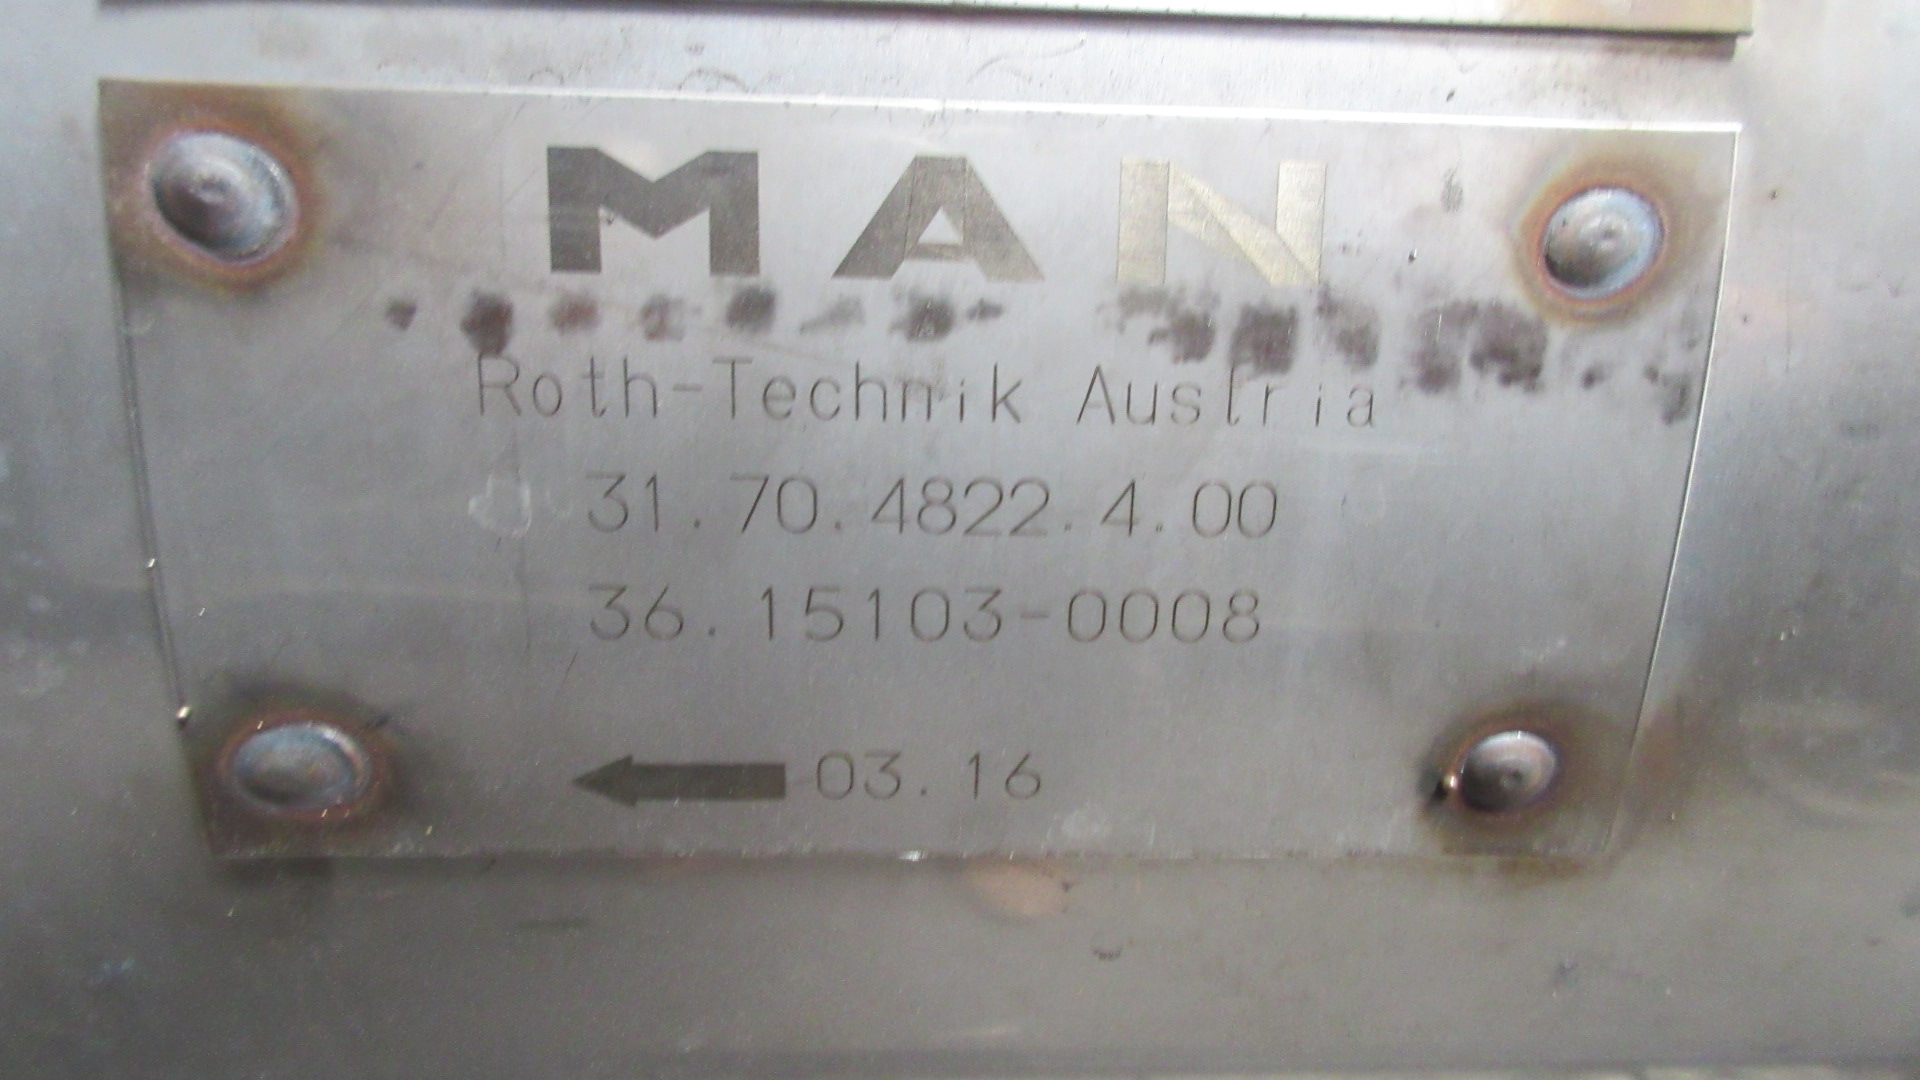 MAN
Roth-Technik Austria
31.70.4822.4.00
36.15103-0008
03.16